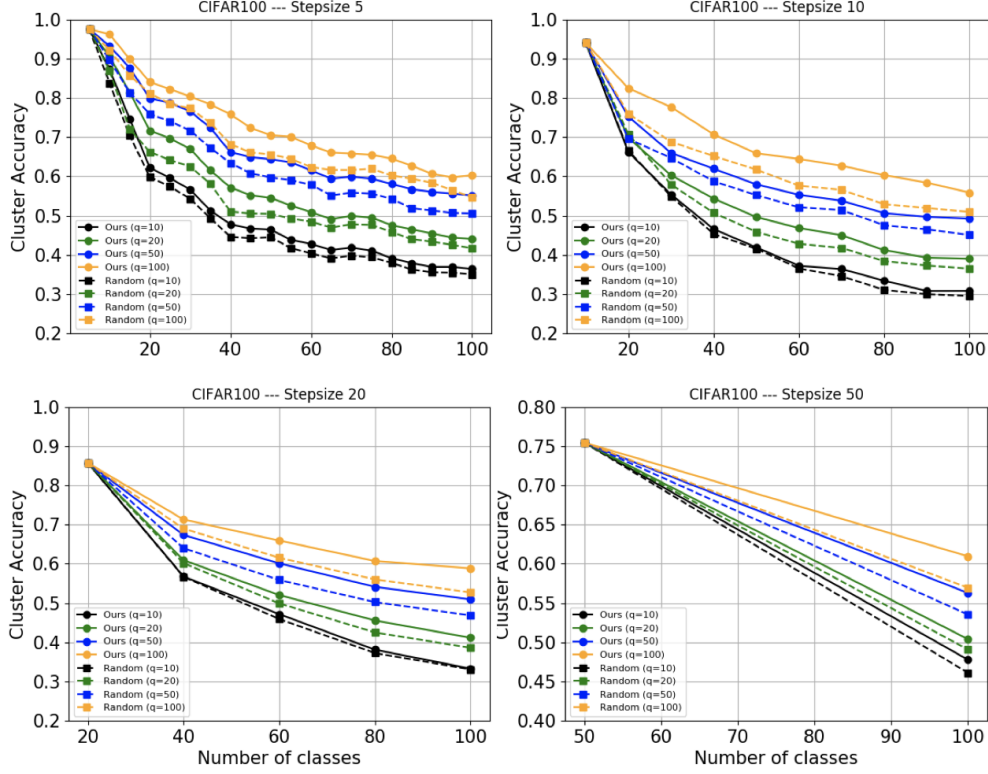 CIFAR100 --- Stepsize 5
1.0
0.9
0.8
0.7
0.6
0.5
0.4
0.3
0.2
Cluster Accuracy
Ours (q=10)
Ours (q=20)
Ours (q=50)
Ours (q=100)
Random (q=10)
Random (q=20)
Random (q=50)
Random (q=100)
20 40 60 80 100
CIFAR100 --- Stepsize 10
1.0
0.9
0.8
0.7
0.6
0.5
0.4
0.3
0.2
Cluster Accuracy
Ours (q=10)
Ours (q=20)
Ours (q=50)
Ours (q=100)
Random (q=10)
Random (q=20)
Random (q=50)
Random (q=100)
20 40 60 80 100
CIFAR100 --- Stepsize 20
1.0
0.9
0.8
0.7
0.6
0.5
0.4
0.3
0.2
Cluster Accuracy
Ours (q=10)
Ours (q=20)
Ours (q=50)
Ours (q=100)
Random (q=10)
Random (q=20)
Random (q=50)
Random (q=100)
20 40 60 80 100
Number of classes
CIFAR100 --- Stepsize 50
0.80
0.75
0.70
0.65
0.60
0.55
0.50
0.45
0.40
Cluster Accuracy
Ours (q=10)
Ours (q=20)
Ours (q=50)
Ours (q=100)
Random (q=10)
Random (q=20)
Random (q=50)
Random (q=100)
50 60 70 80 90 100
Number of classes